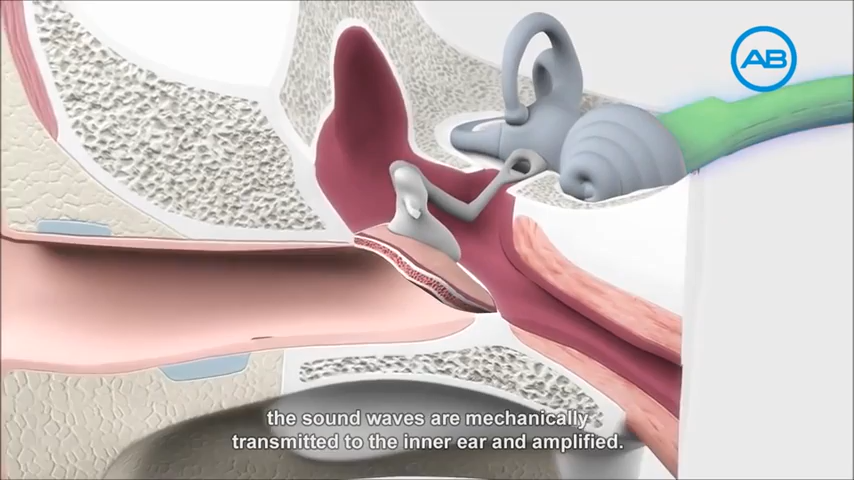 AB
the sound waves are mechanically
transmitted to the inner ear and amplified.